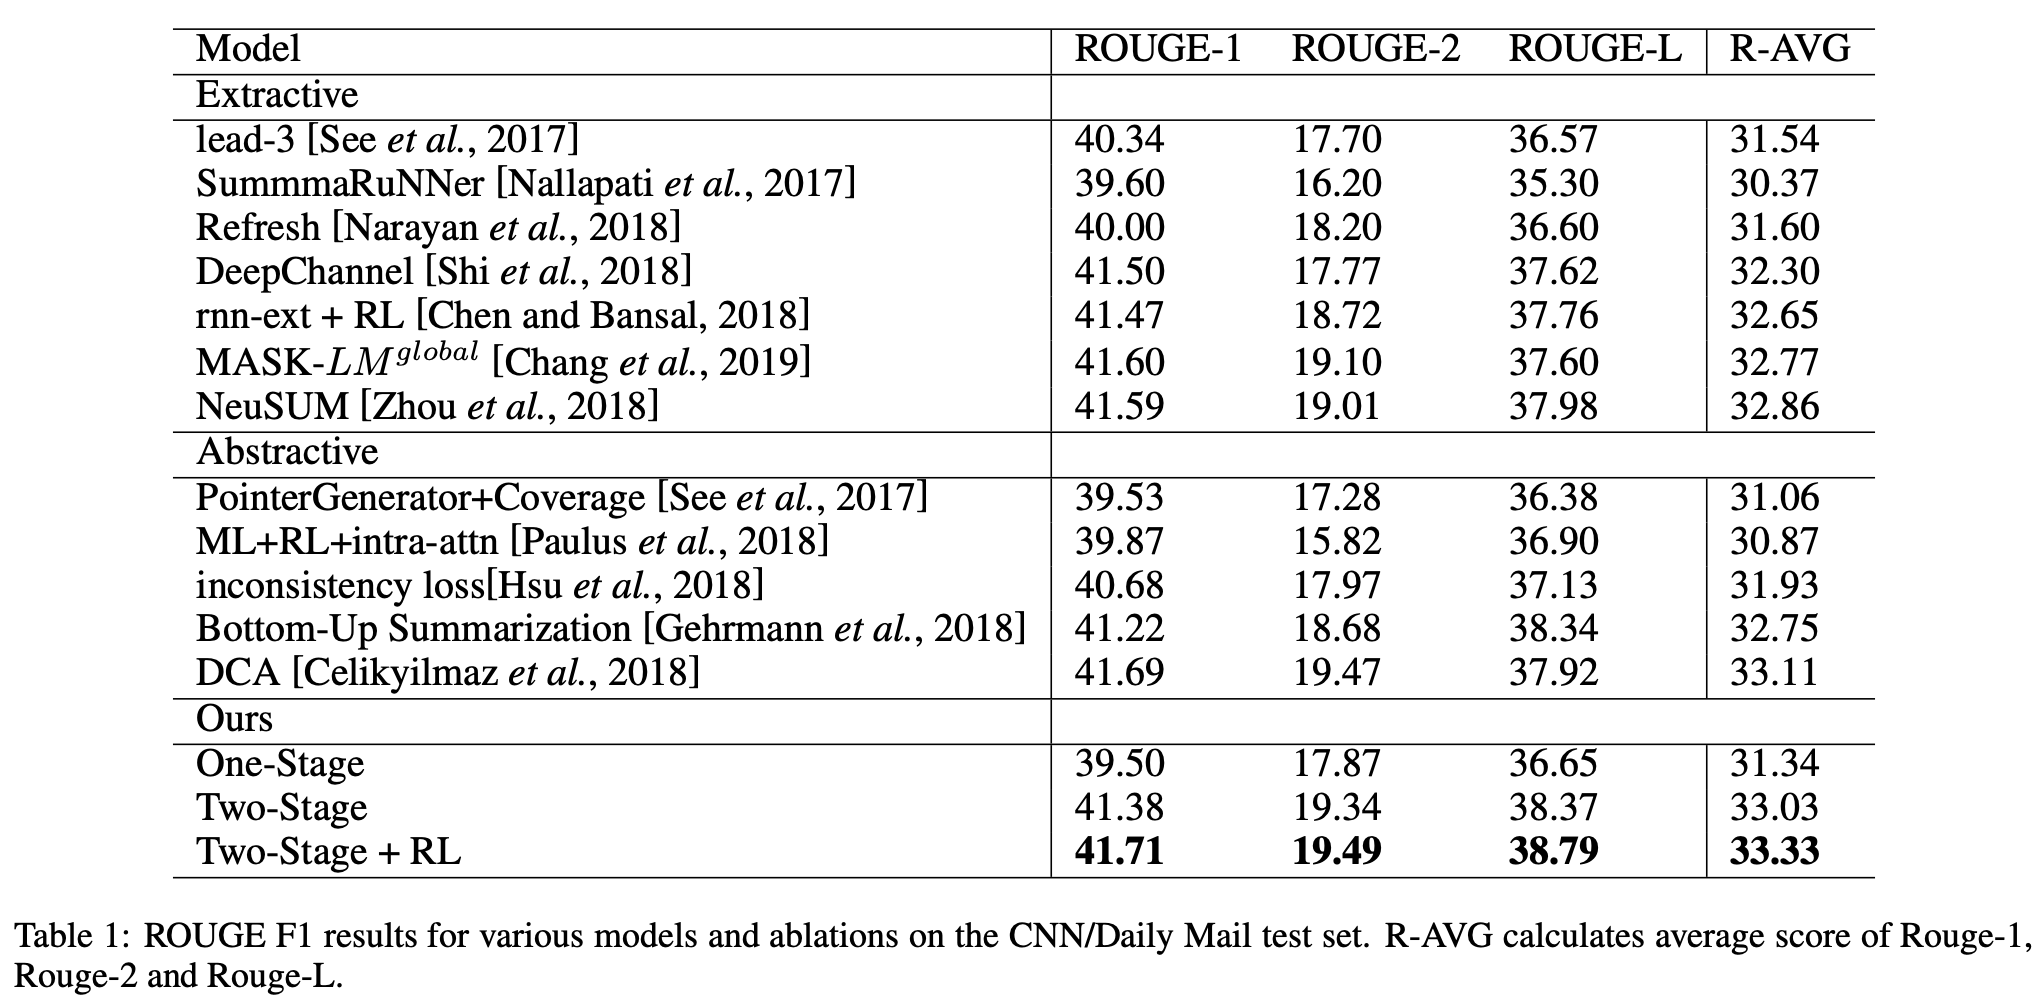 Model ROUGE-1 ROUGE-2 ROUGE-L R-AVG
Extractive
lead-3 [See et al., 2017] 40.34 17.70 36.57 31.54
SummmaRuNNer [Nallapati et al., 2017] 39.60 16.20 35.30 30.37
Refresh [Narayan et al., 2018] 40.00 18.20 36.60 31.60
DeepChannel [Shi et al., 2018] 41.50 17.77 37.62 32.30
rnn-ext + RL [Chen and Bansal, 2018] 41.47 18.72 37.76 32.65
MASK-LM^global [Chang et al., 2019] 41.60 19.10 37.60 32.77
NeuSUM [Zhou et al., 2018] 41.59 19.01 37.98 32.86
Abstractive
PointerGenerator+Coverage [See et al., 2017] 39.53 17.28 36.38 31.06
ML+RL+intra-attn [Paulus et al., 2018] 39.87 15.82 36.90 30.87
inconsistency loss[Hsu et al., 2018] 40.68 17.97 37.13 31.93
Bottom-Up Summarization [Gehrmann et al., 2018] 41.22 18.68 38.34 32.75
DCA [Celikyilmaz et al., 2018] 41.69 19.47 37.92 33.11
Ours
One-Stage 39.50 17.87 36.65 31.34
Two-Stage 41.38 19.34 38.37 33.03
Two-Stage + RL 41.71 19.49 38.79 33.33
Table 1: ROUGE F1 results for various models and ablations on the CNN/Daily Mail test set. R-AVG calculates average score of Rouge-1,
Rouge-2 and Rouge-L.